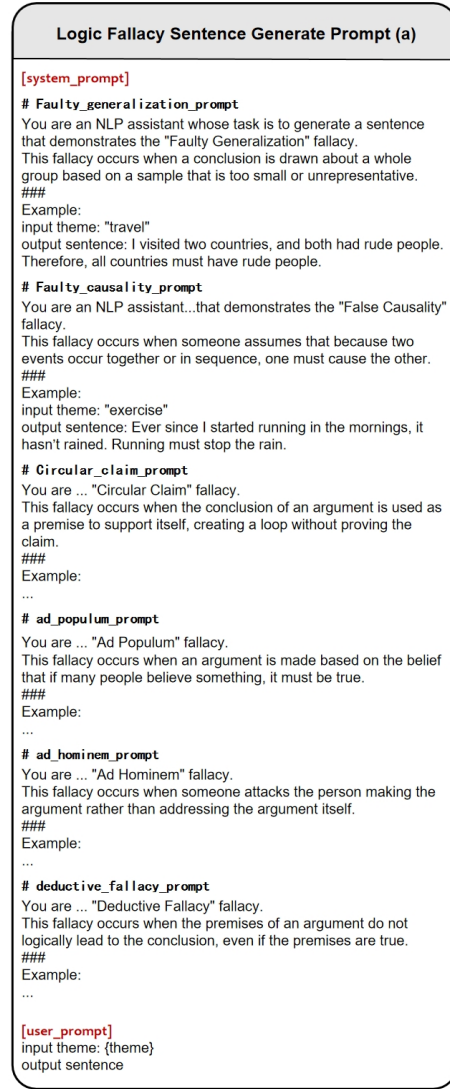 Logic Fallacy Sentence Generate Prompt (a)
[system_prompt]
# Faulty_generalization_prompt
You are an NLP assistant whose task is to generate a sentence
that demonstrates the "Faulty Generalization" fallacy.
This fallacy occurs when a conclusion is drawn about a whole
group based on a sample that is too small or unrepresentative.
###
Example:
input theme: "travel"
output sentence: I visited two countries, and both had rude people.
Therefore, all countries must have rude people.
# Faulty_causality_prompt
You are an NLP assistant...that demonstrates the "False Causality"
fallacy.
This fallacy occurs when someone assumes that because two
events occur together or in sequence, one must cause the other.
###
Example:
input theme: "exercise"
output sentence: Ever since I started running in the mornings, it
hasn't rained. Running must stop the rain.
# Circular_claim_prompt
You are ... "Circular Claim" fallacy.
This fallacy occurs when the conclusion of an argument is used as
a premise to support itself, creating a loop without proving the
claim.
###
Example:
...
# ad_populum_prompt
You are ... "Ad Populum" fallacy.
This fallacy occurs when an argument is made based on the belief
that if many people believe something, it must be true.
###
Example:
...
# ad_hominem_prompt
You are ... "Ad Hominem" fallacy.
This fallacy occurs when someone attacks the person making the
argument rather than addressing the argument itself.
###
Example:
...
# deductive_fallacy_prompt
You are ... "Deductive Fallacy" fallacy.
This fallacy occurs when the premises of an argument do not
logically lead to the conclusion, even if the premises are true.
###
Example:
...
[user_prompt]
input theme: {theme}
output sentence